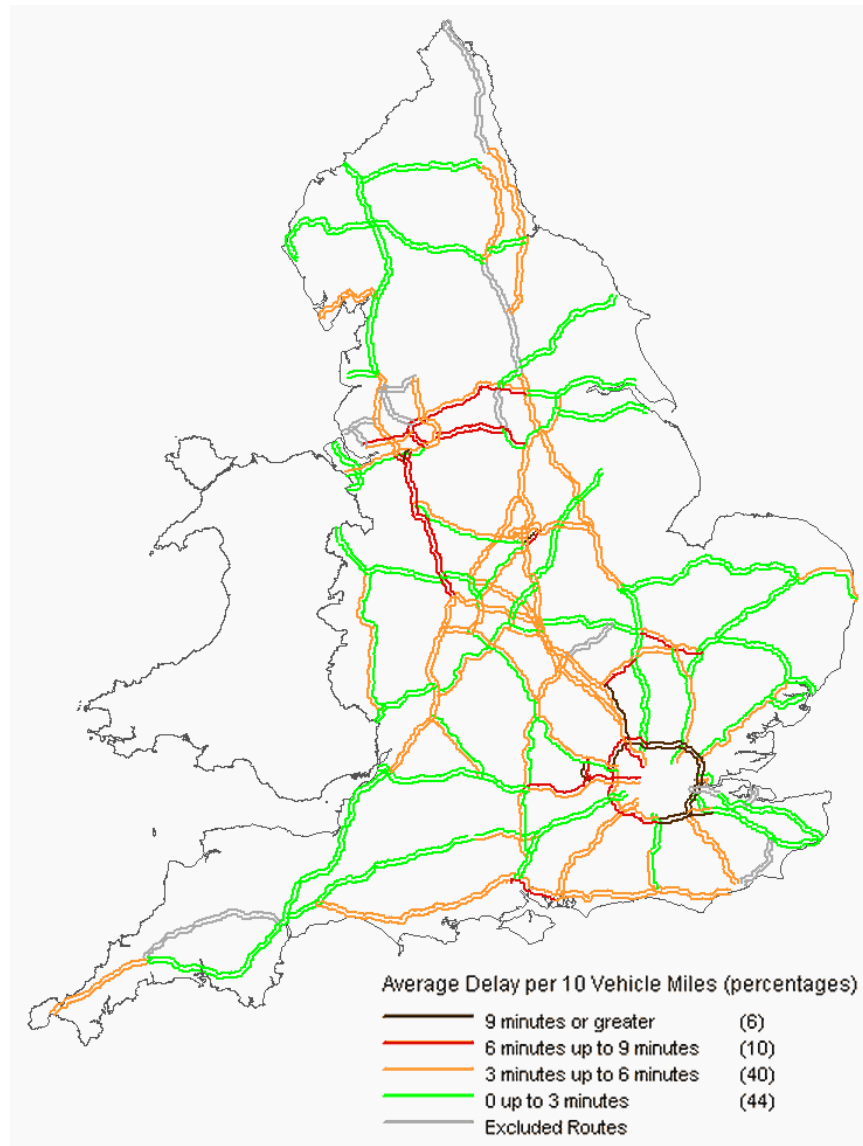 Average Delay per 10 Vehicle Miles (percentages)
9 minutes or greater (6)
6 minutes up to 9 minutes (10)
3 minutes up to 6 minutes (40)
0 up to 3 minutes (44)
Excluded Routes